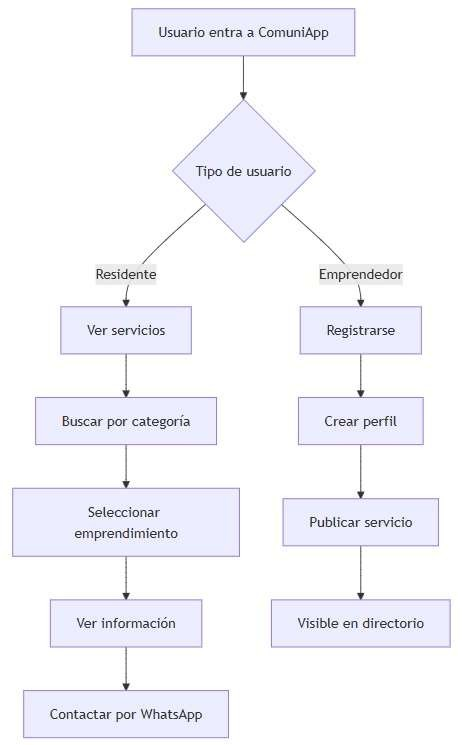 Usuario entra a ComuniApp
Tipo de usuario
Residente
Emprendedor
Ver servicios
Registrarse
Buscar por categoría
Crear perfil
Seleccionar
emprendimiento
Publicar servicio
Ver información
Visible en directorio
Contactar por WhatsApp